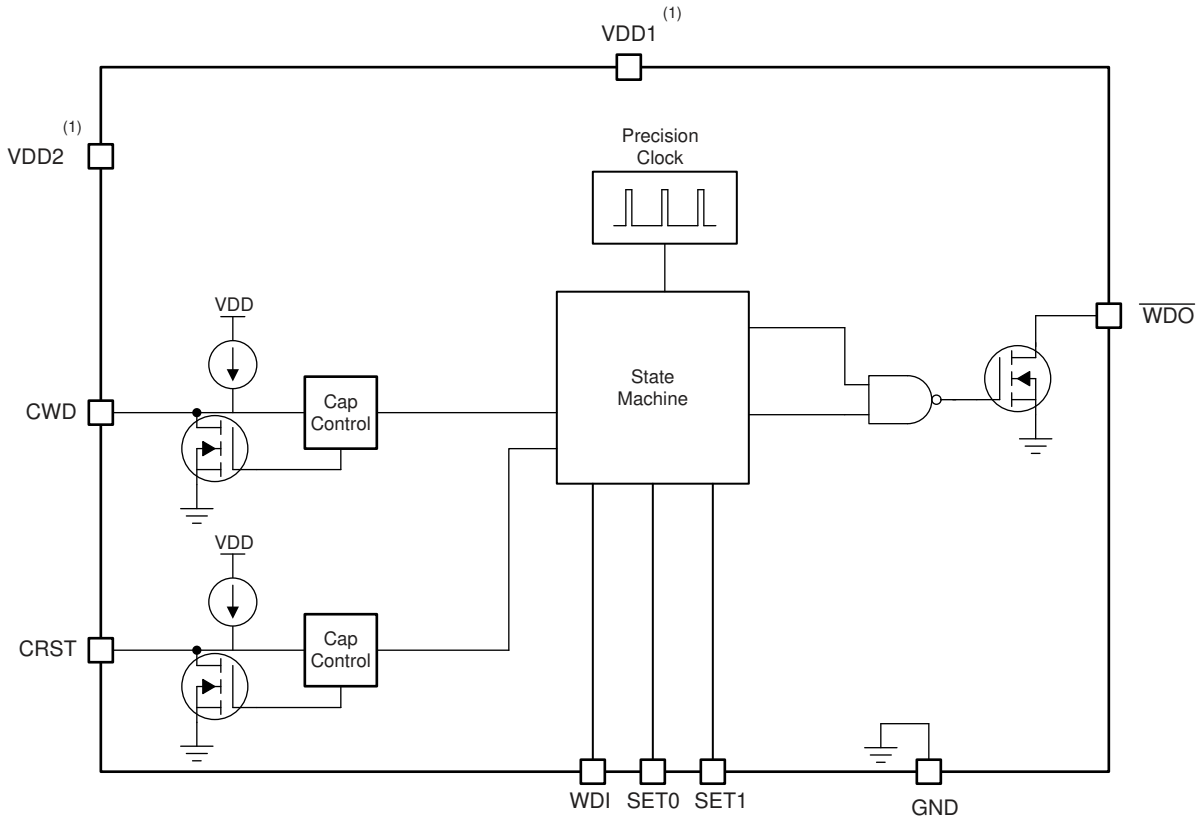 (1)
VDD1
(1)
VDD2
Precision
Clock
VDD
WDO
State
Machine
Cap
Control
CWD
VDD
Cap
Control
CRST
WDI
SET0
SET1
GND